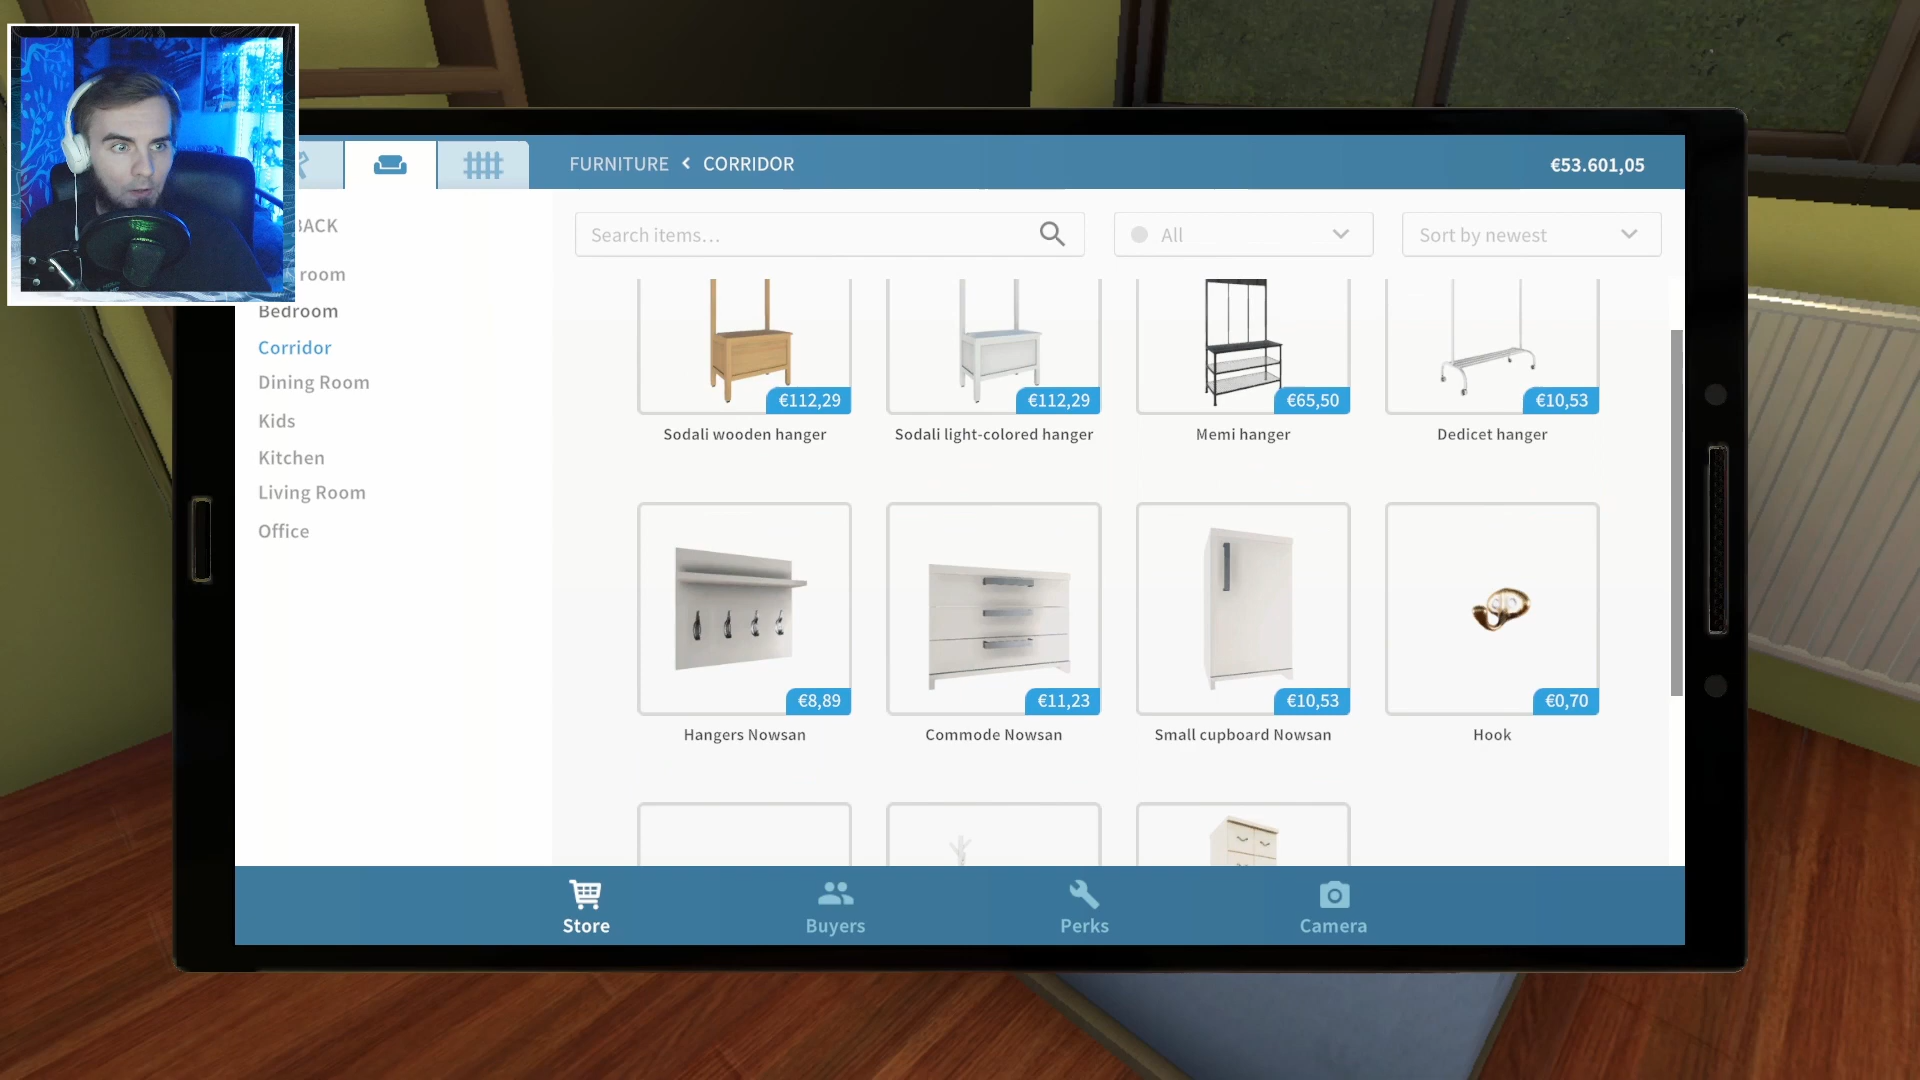 FURNITURE < CORRIDOR
€53.601,05
BACK
room
Bedroom
Corridor
Dining Room
Kids
Kitchen
Living Room
Office
Search items...
All
Sort by newest
€112,29
€112,29
€65,50
€10,53
Sodali wooden hanger
Sodali light-colored hanger
Memi hanger
Dedicet hanger
€8,89
€11,23
€10,53
€0,70
Hangers Nowsan
Commode Nowsan
Small cupboard Nowsan
Hook
Store
Buyers
Perks
Camera